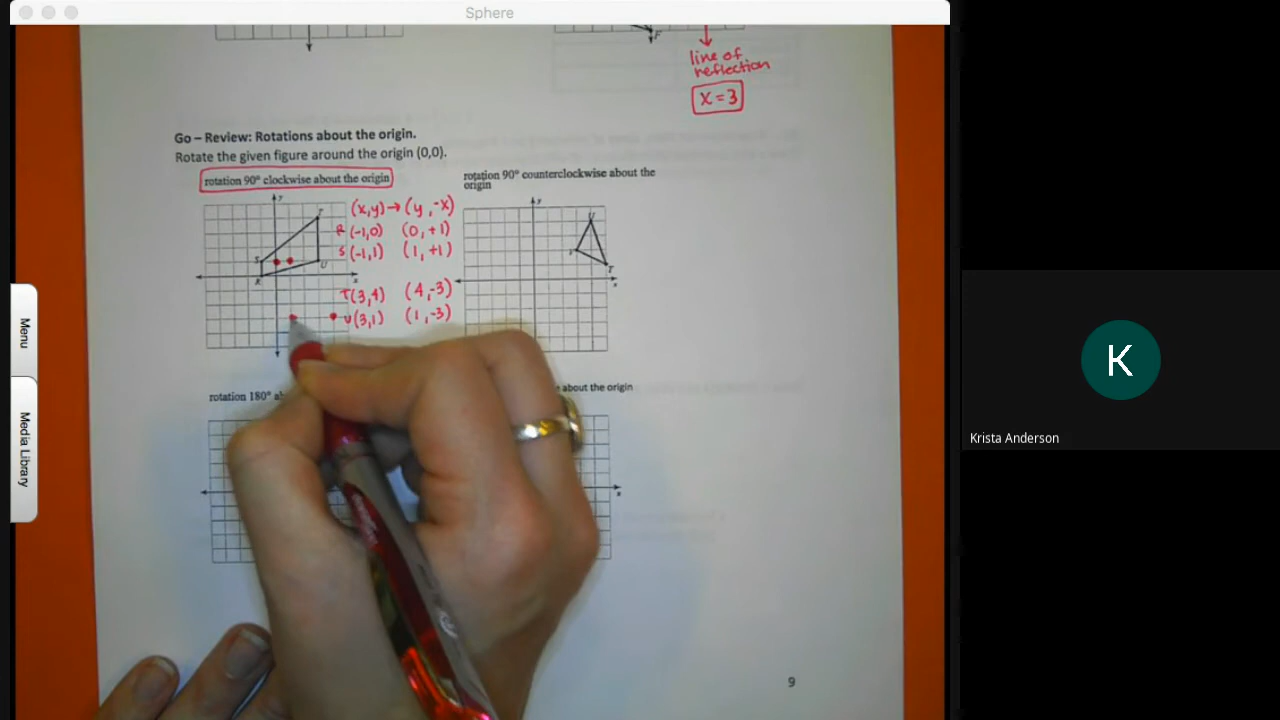 Sphere
F
line of
reflection
x = 3
Go – Review: Rotations about the origin.
Rotate the given figure around the origin (0,0).
rotation 90° clockwise about the origin
rotation 90° counterclockwise about the
origin
y
(x,y) → (y, -x)
R (-1,0) (0, +1)
S (-1,1) (1, +1)
T (3,4) (4, -3)
U (3,1) (1, -3)
T
S
U
R
x
y
U
T
x
rotation 180°
about the origin
x
Menu
Media Library
K
Krista Anderson
9